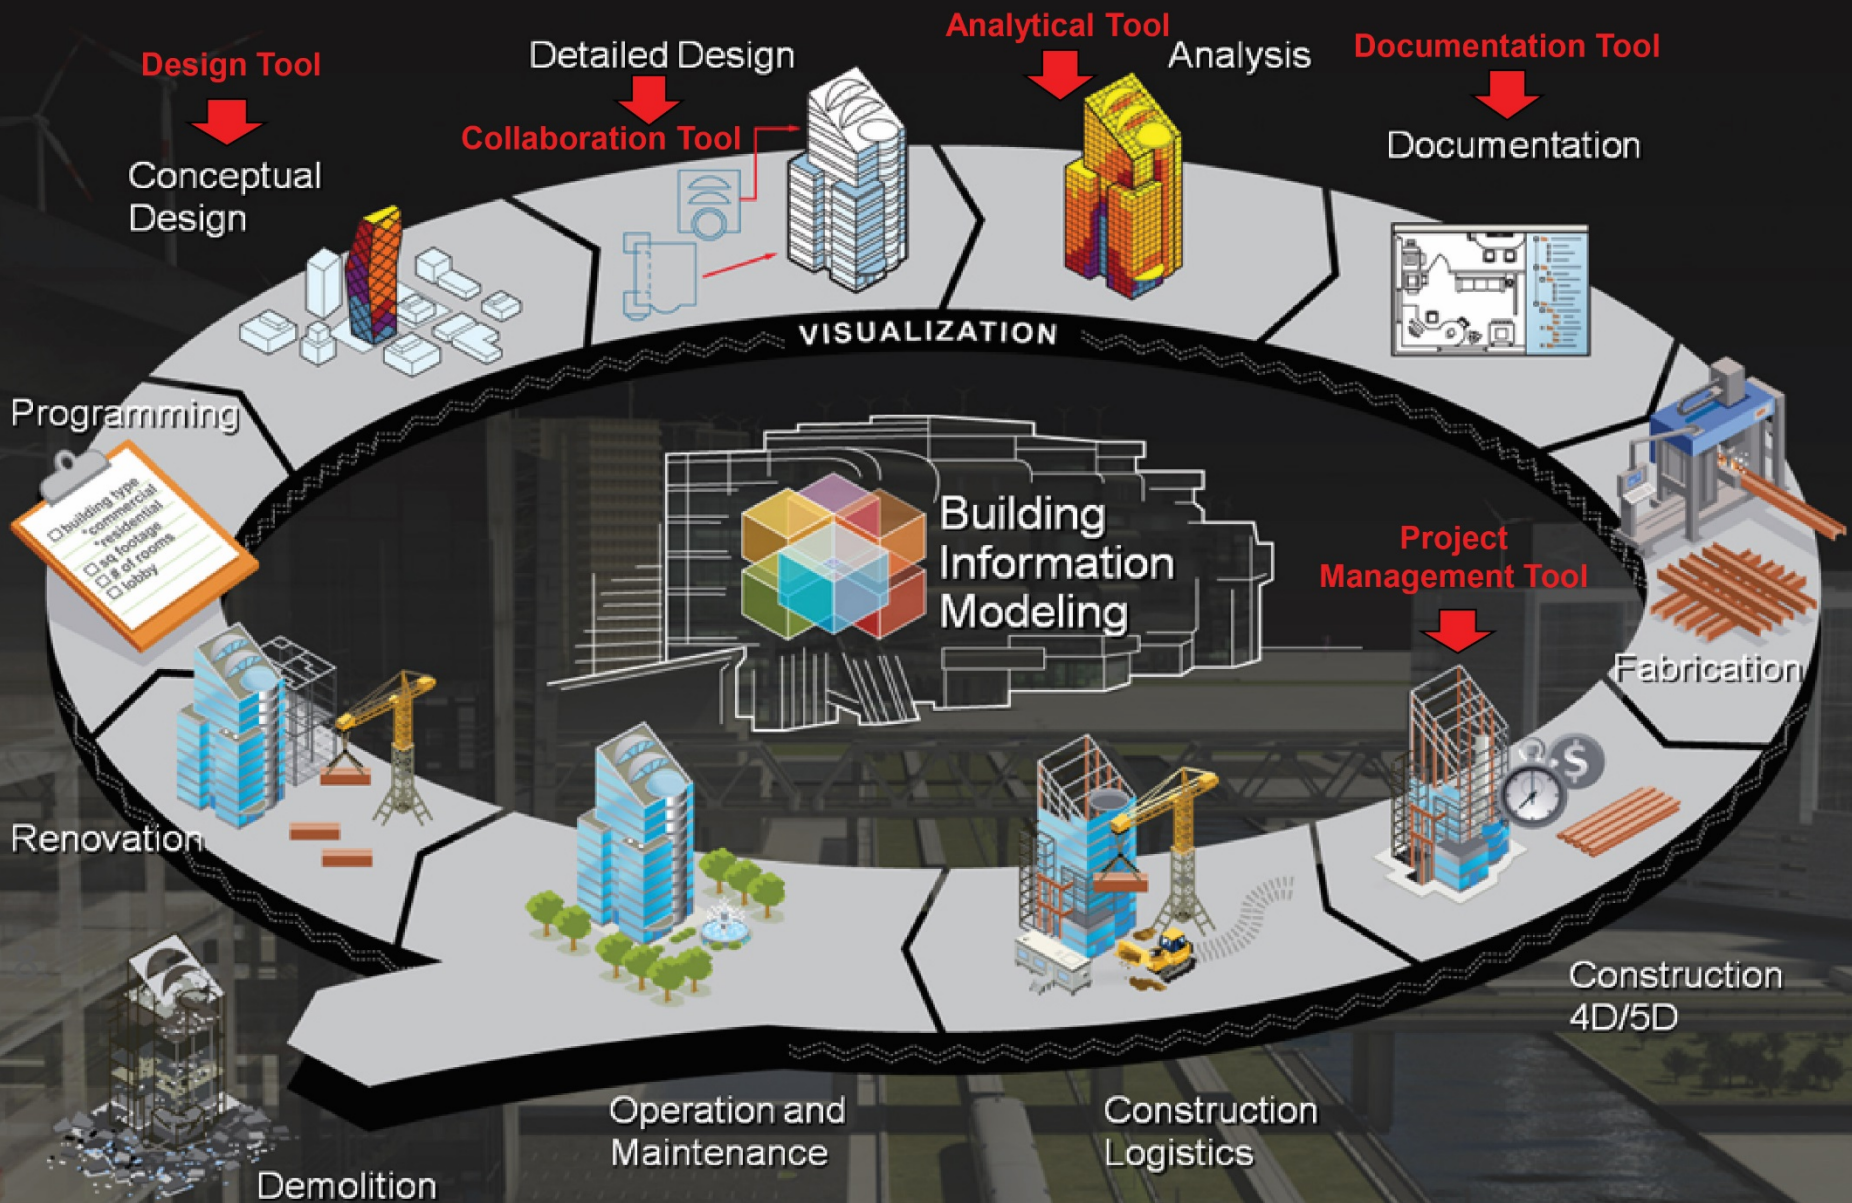 Design Tool
Detailed Design
Analytical Tool
Analysis
Documentation Tool
Collaboration Tool
Documentation
Conceptual
Design
VISUALIZATION
Programming
building type
*commercial
*residential
sq footage
# of rooms
lobby
Building
Information
Modeling
Project
Management Tool
Fabrication
$
Renovation
Construction
4D/5D
Operation and
Maintenance
Construction
Logistics
Demolition